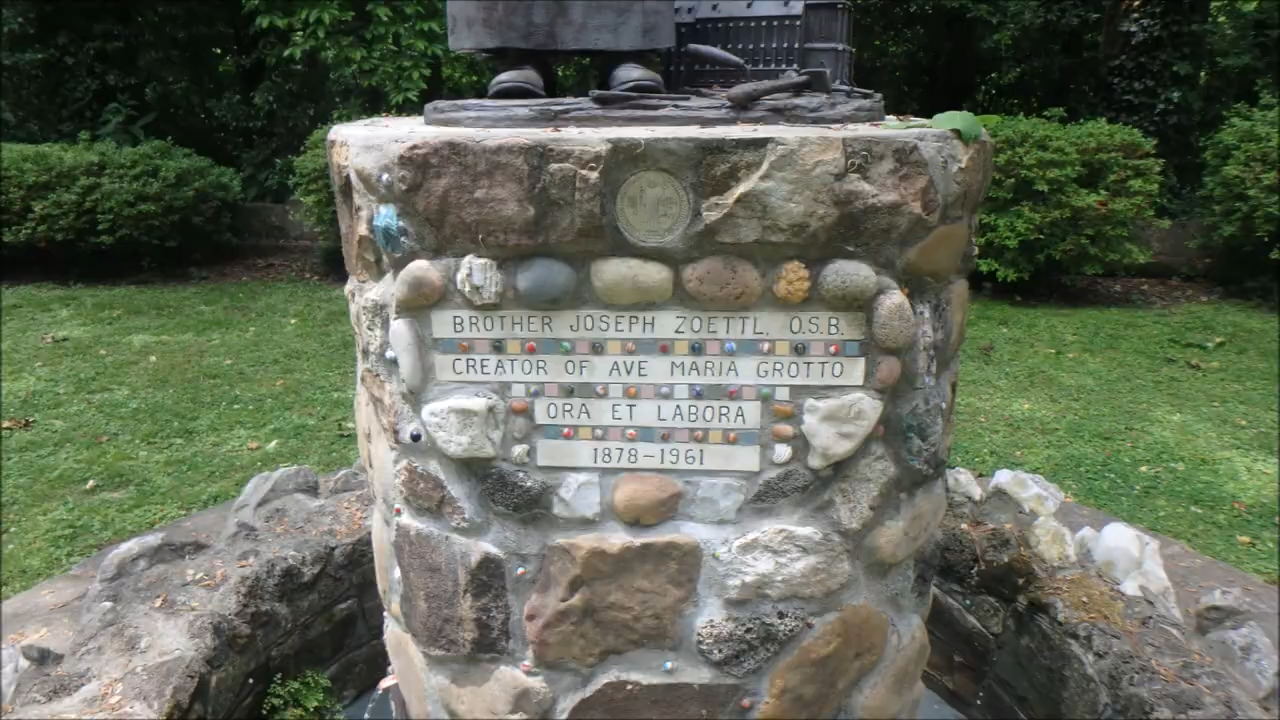 BROTHER JOSEPH ZOETTL, O.S.B.
CREATOR OF AVE MARIA GROTTO
ORA ET LABORA
1878-1961